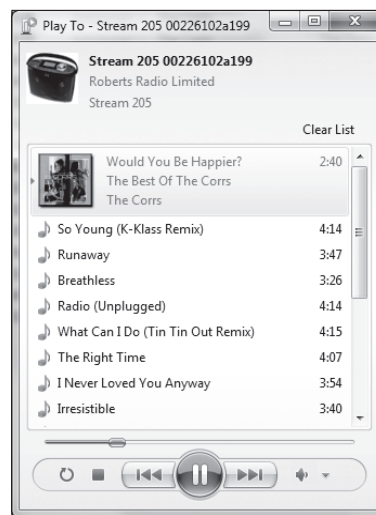 Play To - Stream 205 00226102a199
Stream 205 00226102a199
Roberts Radio Limited
Stream 205
Clear List
Would You Be Happier? 2:40
The Best Of The Corrs
The Corrs
So Young (K-Klass Remix) 4:14
Runaway 3:47
Breathless 3:26
Radio (Unplugged) 4:14
What Can I Do (Tin Tin Out Remix) 4:15
The Right Time 4:07
I Never Loved You Anyway 3:54
Irresistible 3:40